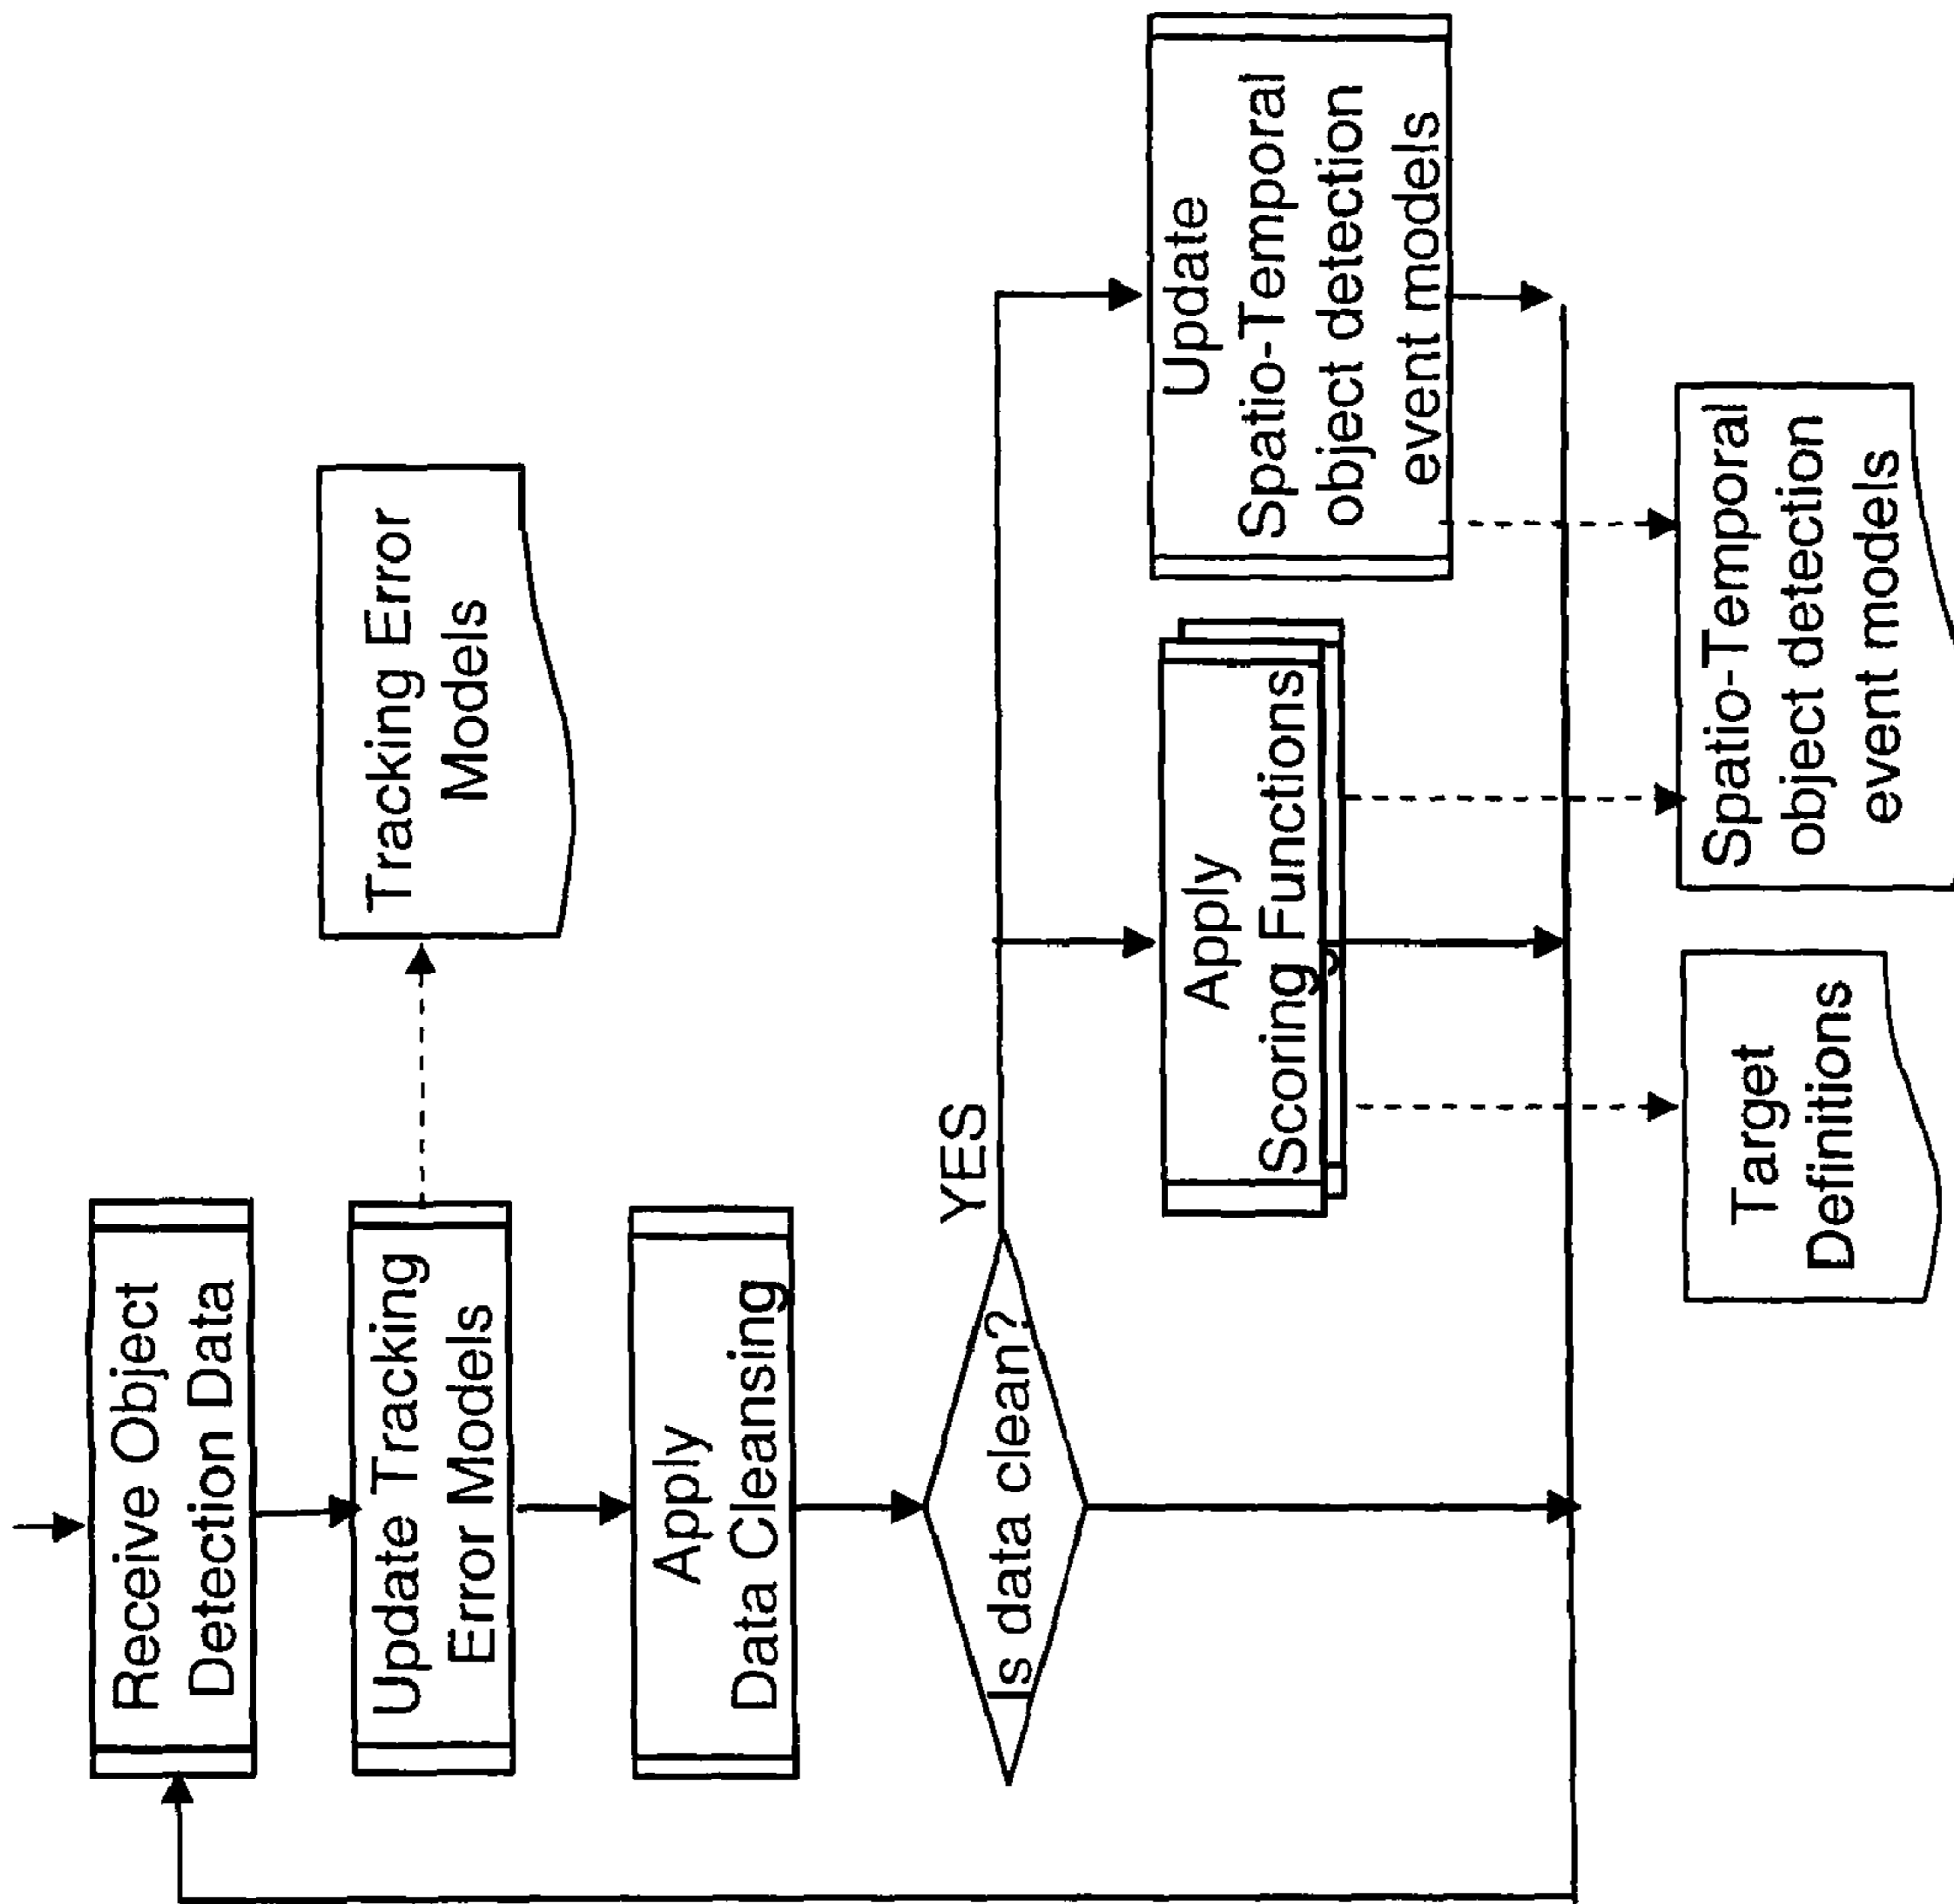 Receive Object
Detection Data
Update Tracking
Error Models
Tracking Error
Models
Apply
Data Cleansing
Is data clean?
YES
Apply
Scoring Functions
Update
Spatio-Temporal
object detection
event models
Target
Definitions
Spatio-Temporal
object detection
event models